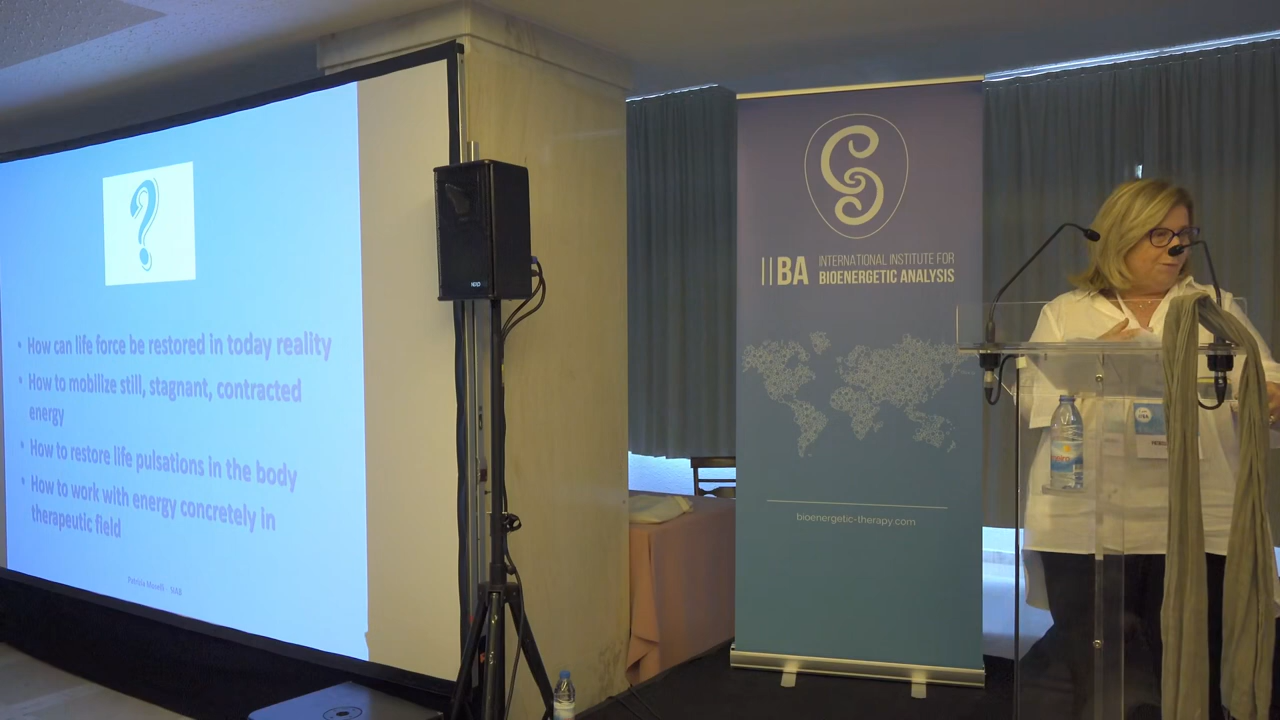 ?
• How can life force be restored in today reality
• How to mobilize still, stagnant, contracted
energy
• How to restore life pulsations in the body
• How to work with energy concretely in
therapeutic field
IIBA
INTERNATIONAL INSTITUTE FOR
BIOENERGETIC ANALYSIS
bioenergetic-therapy.com